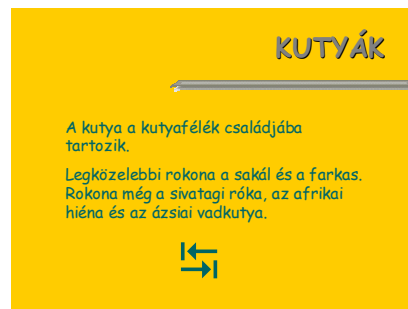 KUTYÁK
A kutya a kutyafélék családjába
tartozik.
Legközelebbi rokona a sakál és a farkas.
Rokona még a sivatagi róka, az afrikai
hiéna és az ázsiai vadkutya.